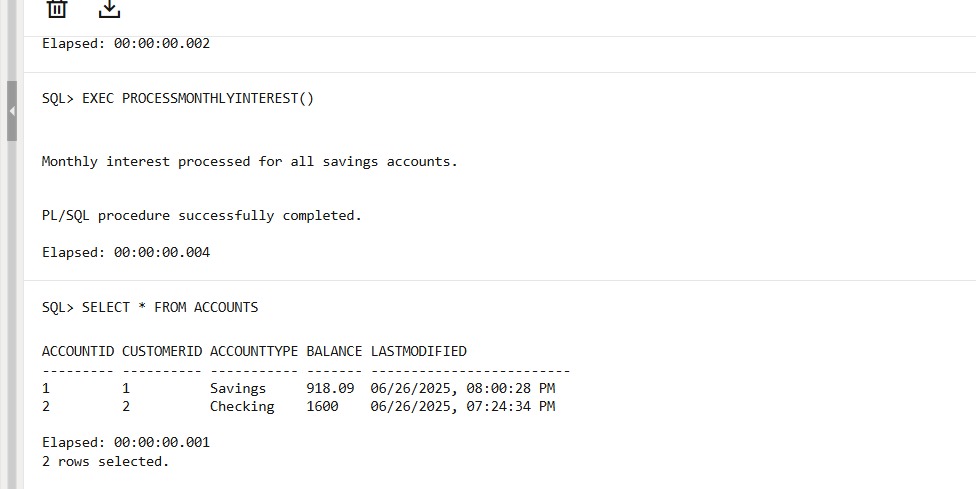 Elapsed: 00:00:00.002
SQL> EXEC PROCESSMONTHLYINTEREST()
Monthly interest processed for all savings accounts.
PL/SQL procedure successfully completed.
Elapsed: 00:00:00.004
SQL> SELECT * FROM ACCOUNTS
ACCOUNTID CUSTOMERID ACCOUNTTYPE BALANCE LASTMODIFIED
--------- ---------- ----------- ------- -------------------------
1         1          Savings     918.09  06/26/2025, 08:00:28 PM
2         2          Checking    1600    06/26/2025, 07:24:34 PM
Elapsed: 00:00:00.001
2 rows selected.